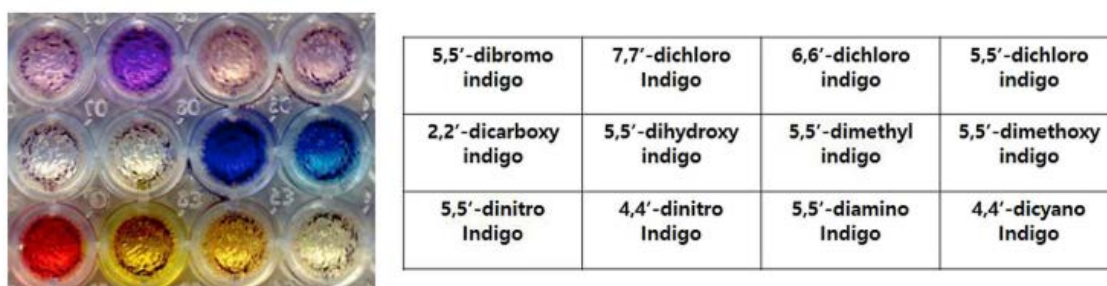 5,5′-dibromo
indigo
7,7′-dichloro
Indigo
6,6′-dichloro
indigo
5,5′-dichloro
indigo
2,2′-dicarboxy
indigo
5,5′-dihydroxy
indigo
5,5′-dimethyl
indigo
5,5′-dimethoxy
indigo
5,5′-dinitro
Indigo
4,4′-dinitro
Indigo
5,5′-diamino
Indigo
4,4′-dicyano
Indigo